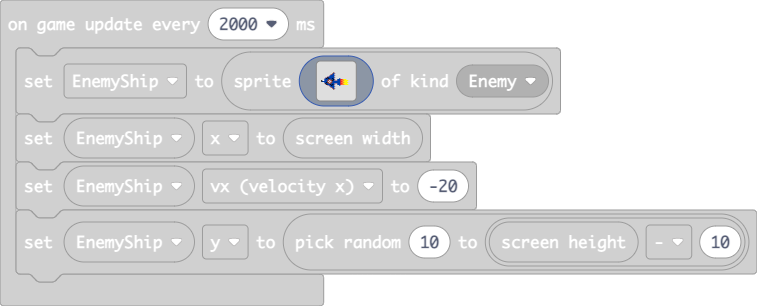 on game update every 2000 ms
set EnemyShip to sprite of kind Enemy
set EnemyShip x to screen width
set EnemyShip vx (velocity x) to -20
set EnemyShip y to pick random 10 to screen height - 10